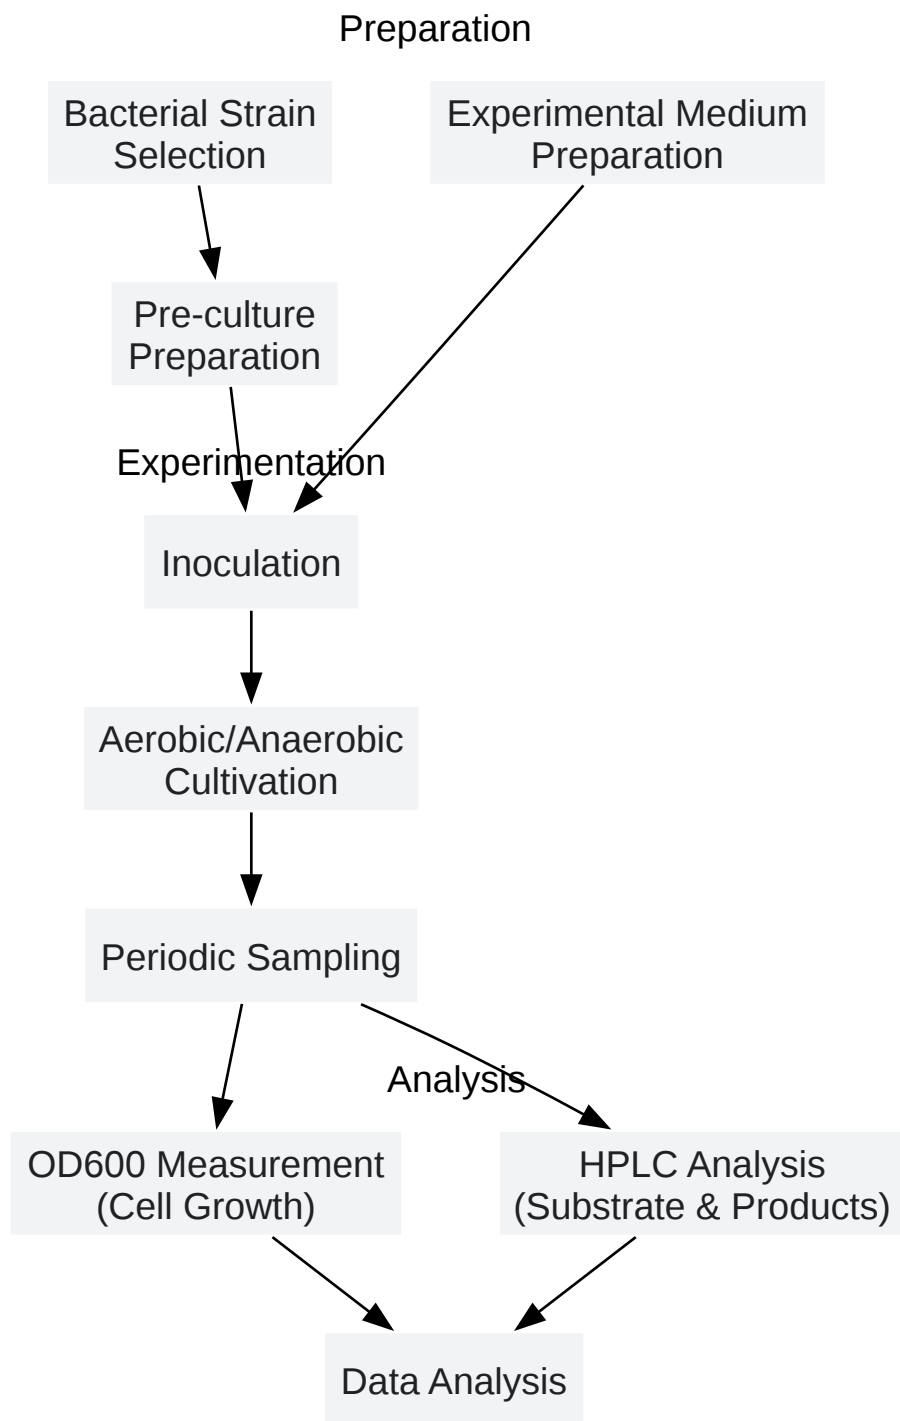 Preparation
Bacterial Strain
Selection
Experimental Medium
Preparation
Pre-culture
Preparation
Experimentation
Inoculation
Aerobic/Anaerobic
Cultivation
Periodic Sampling
Analysis
OD600 Measurement
(Cell Growth)
HPLC Analysis
(Substrate & Products)
Data Analysis